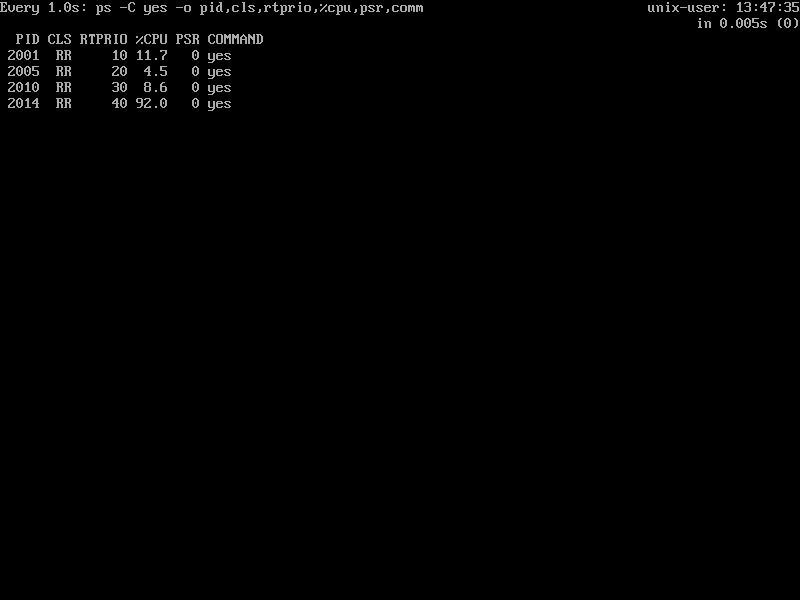 Every 1.0s: ps -C yes -o pid,cls,rtprio,%cpu,psr,comm unix-user: 13:47:35
in 0.005s (0)
PID CLS RTPRIO %CPU PSR COMMAND
2001 RR 10 11.7 0 yes
2005 RR 20 4.5 0 yes
2010 RR 30 8.6 0 yes
2014 RR 40 92.0 0 yes